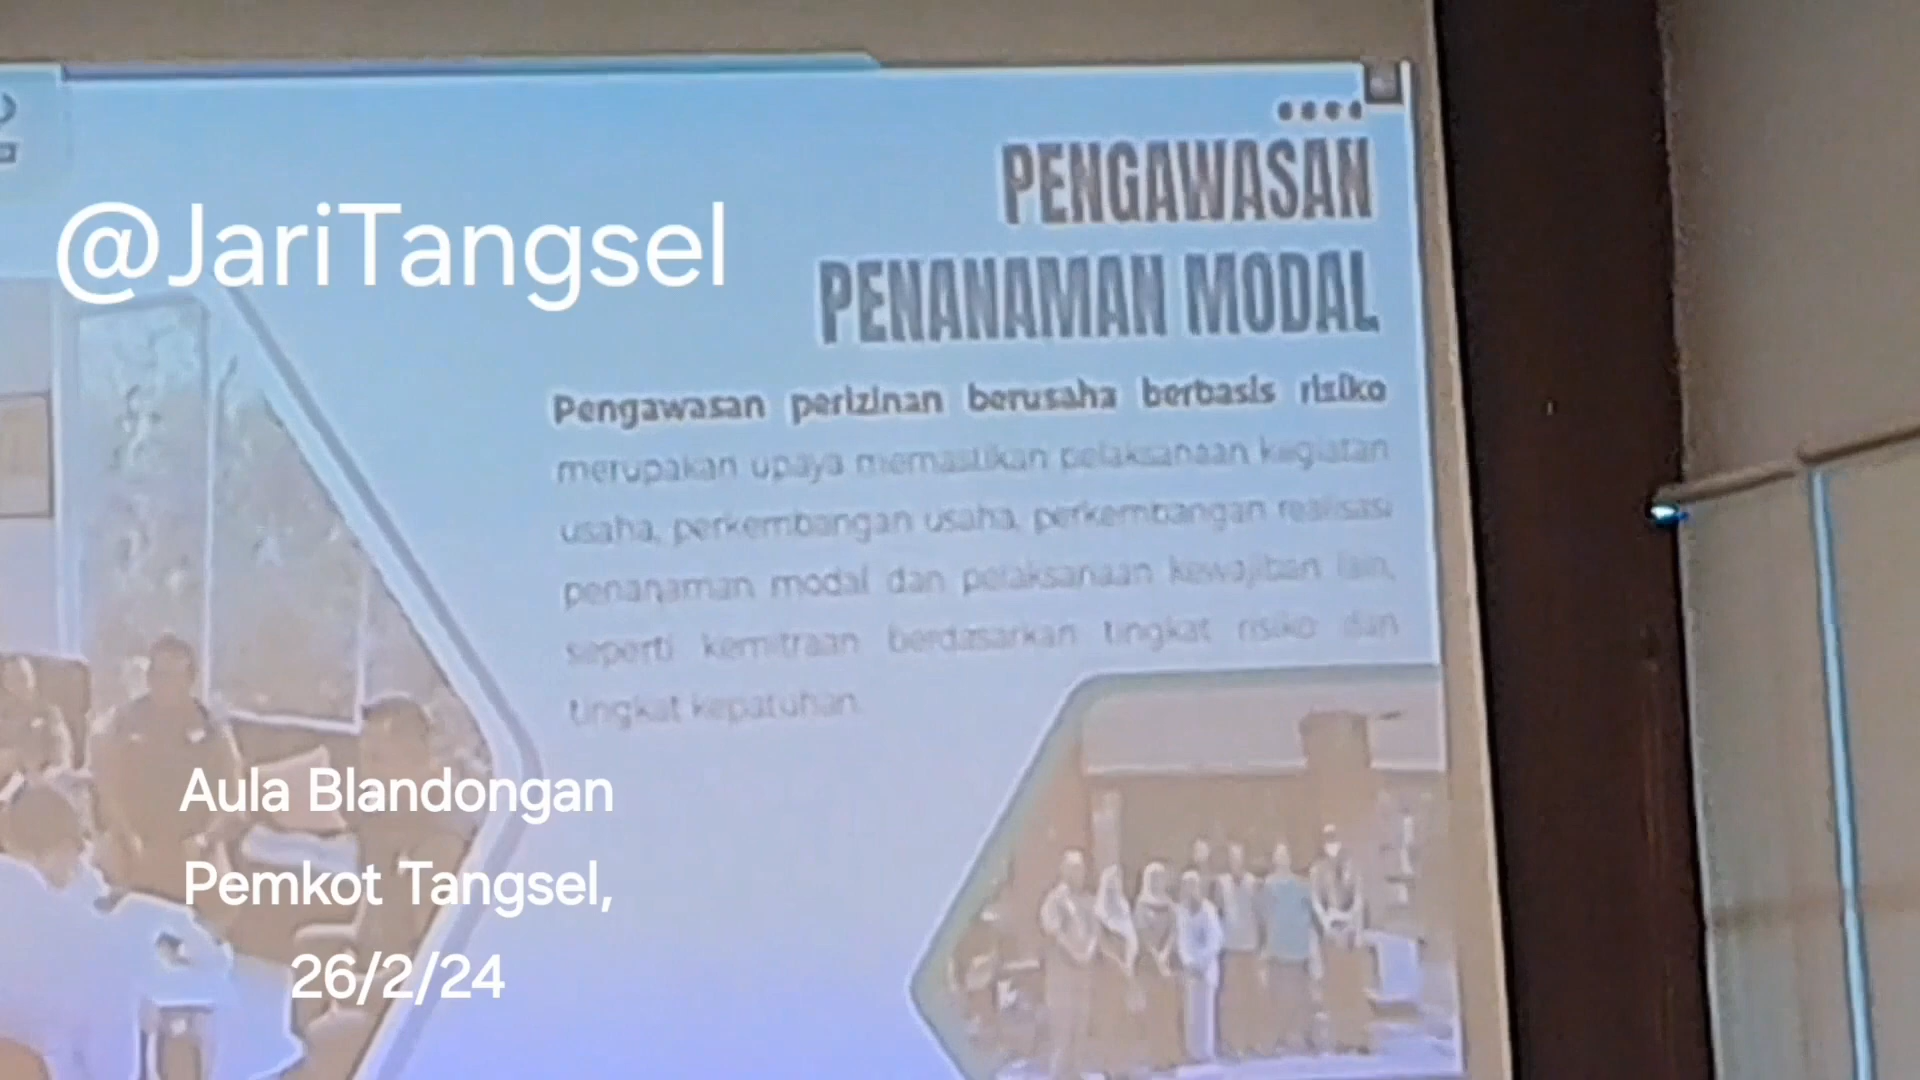 @JariTangsel
PENGAWASAN
PENANAMAN MODAL
Pengawasan perizinan berusaha berbasis risiko
merupakan upaya memastikan pelaksanaan kegiatan
usaha, perkembangan usaha, perkembangan realisasi
penanaman modal dan pelaksanaan kewajiban lain,
seperti kemitraan berdasarkan tingkat risiko dan
tingkat kepatuhan
Aula Blandongan
Pemkot Tangsel,
26/2/24